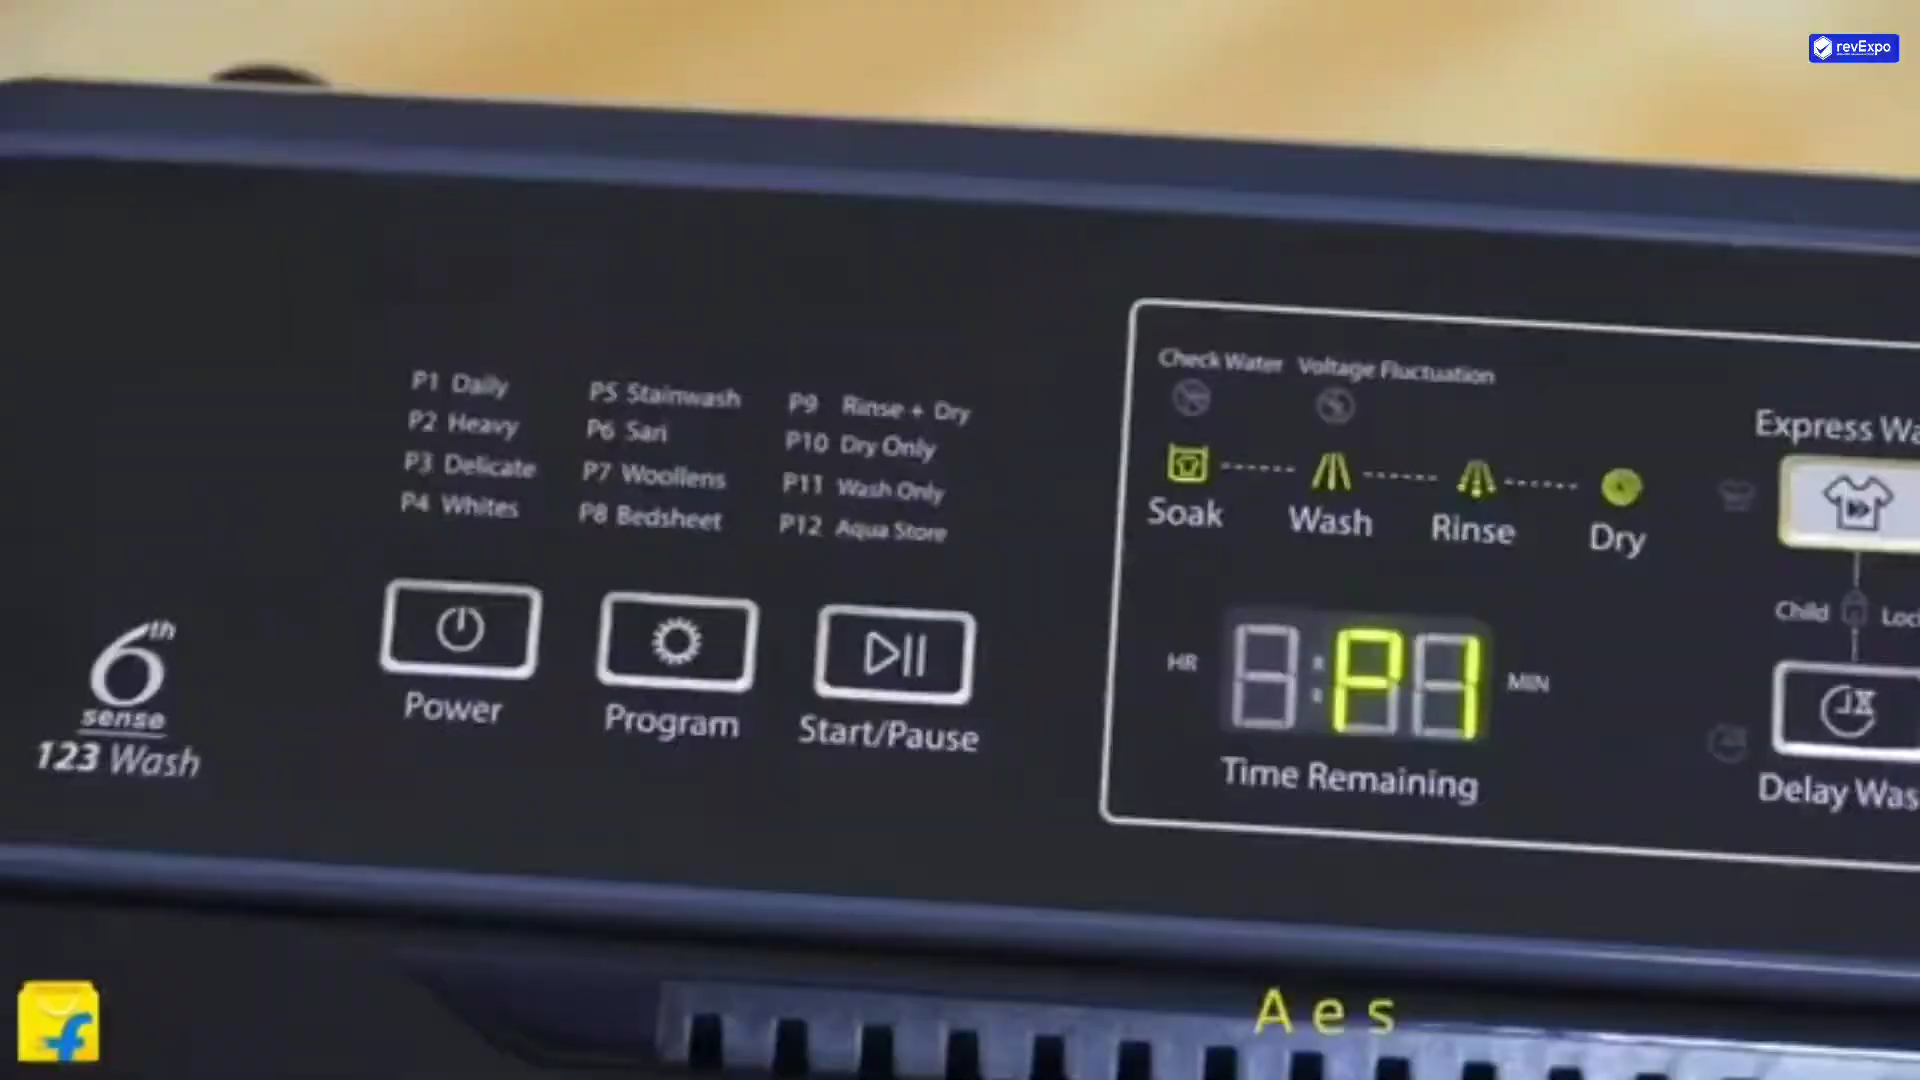 revExpo
P1 Daily
P2 Heavy
P3 Delicate
P4 Whites
P5 Stainwash
P6 Sari
P7 Woollens
P8 Bedsheet
P9 Rinse + Dry
P10 Dry Only
P11 Wash Only
P12 Aqua Store
Check Water Voltage Fluctuation
Soak Wash Rinse Dry
Express Wa
Child Loc
HR P1 MIN
Time Remaining
Delay Was
Power Program Start/Pause
6th
sense
123 Wash
Aes
f